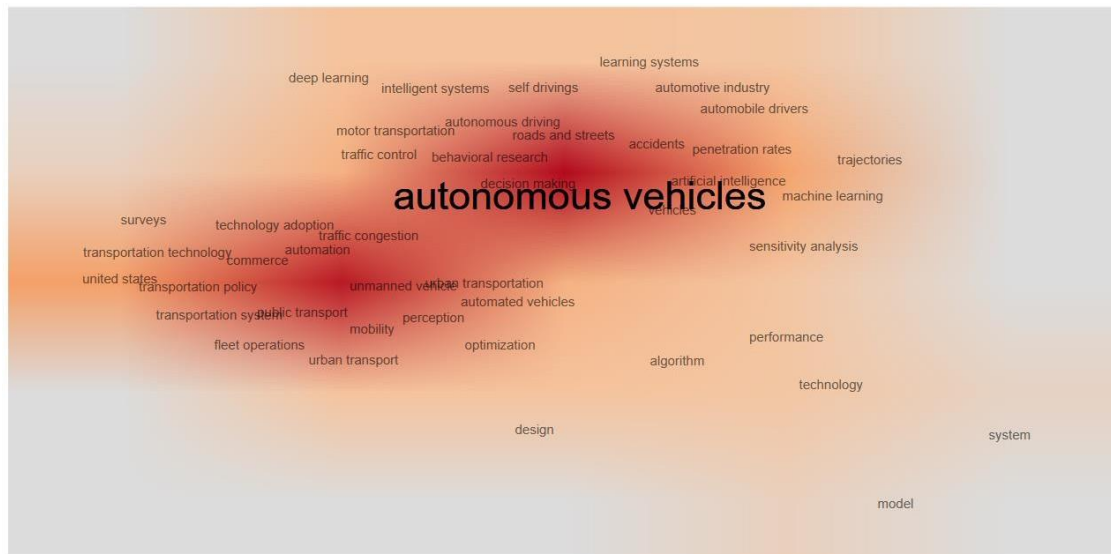 learning systems
deep learning
intelligent systems
self drivings
automotive industry
automobile drivers
autonomous driving
motor transportation
roads and streets
accidents
penetration rates
traffic control
behavioral research
trajectories
decision making
artificial intelligence
autonomous vehicles
machine learning
vehicles
surveys
technology adoption
traffic congestion
automation
sensitivity analysis
transportation technology
commerce
united states
transportation policy
unmanned vehicle
urban transportation
automated vehicles
transportation system
public transport
perception
mobility
performance
fleet operations
optimization
urban transport
algorithm
technology
design
system
model